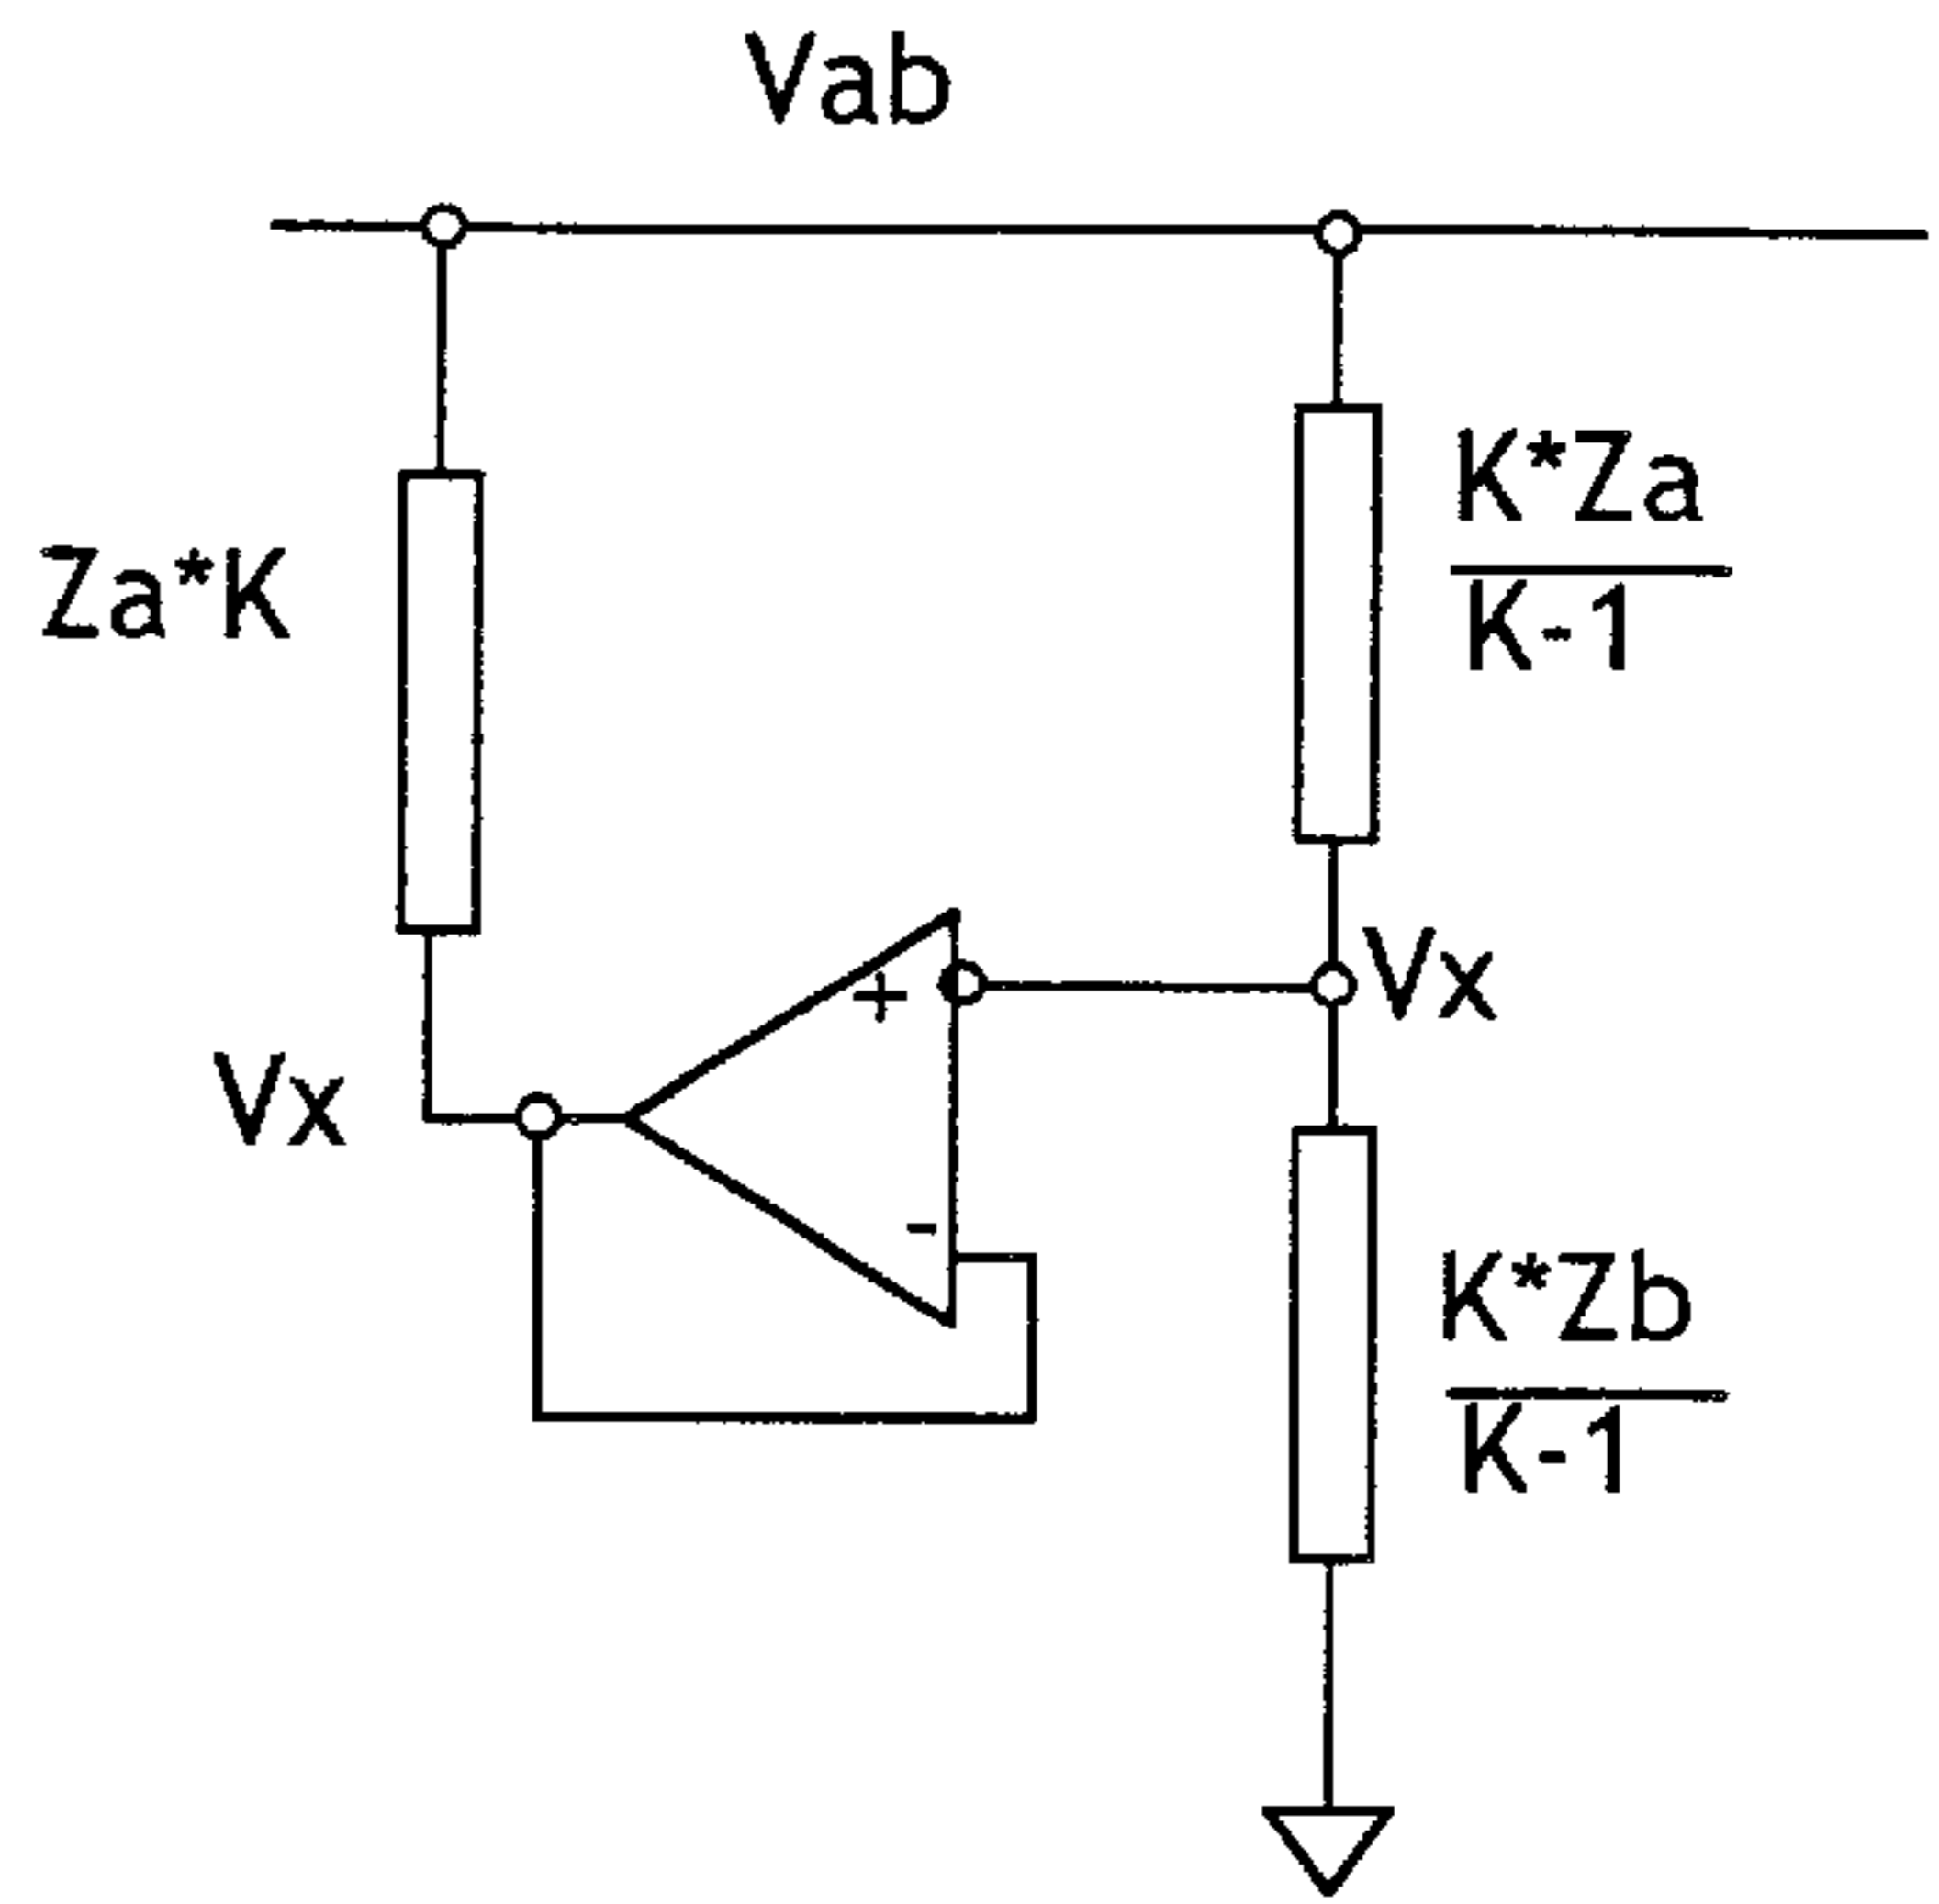 Vab
Za*K
K*Za
K-1
Vx
+
Vx
-
K*Zb
K-1